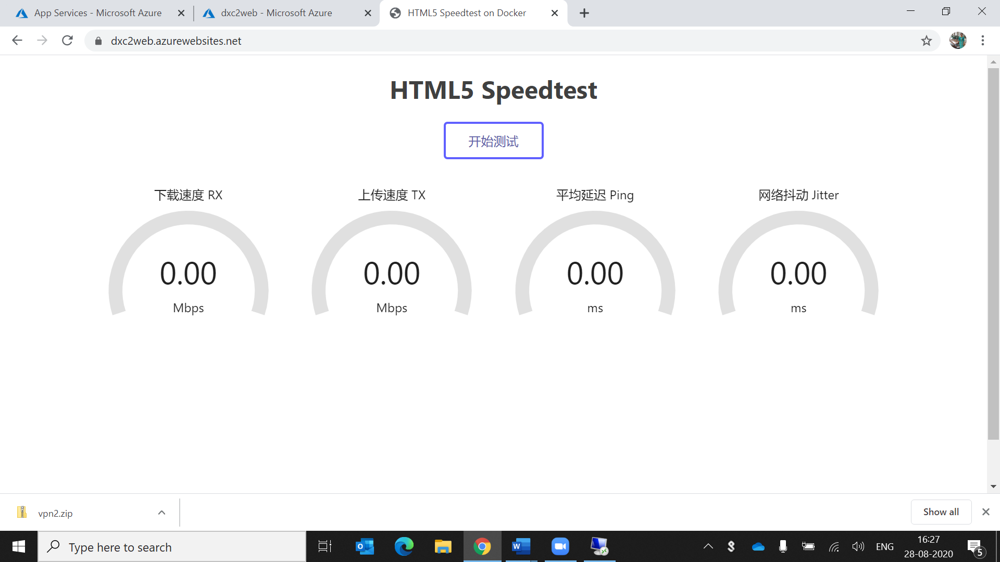 App Services - Microsoft Azure
dxc2web - Microsoft Azure
HTML5 Speedtest on Docker
dxc2web.azurewebsites.net
HTML5 Speedtest
开始测试
下载速度 RX
上传速度 TX
平均延迟 Ping
网络抖动 Jitter
0.00
0.00
0.00
0.00
Mbps
Mbps
ms
ms
vpn2.zip
Show all
Type here to search
ENG
16:27
28-08-2020
5